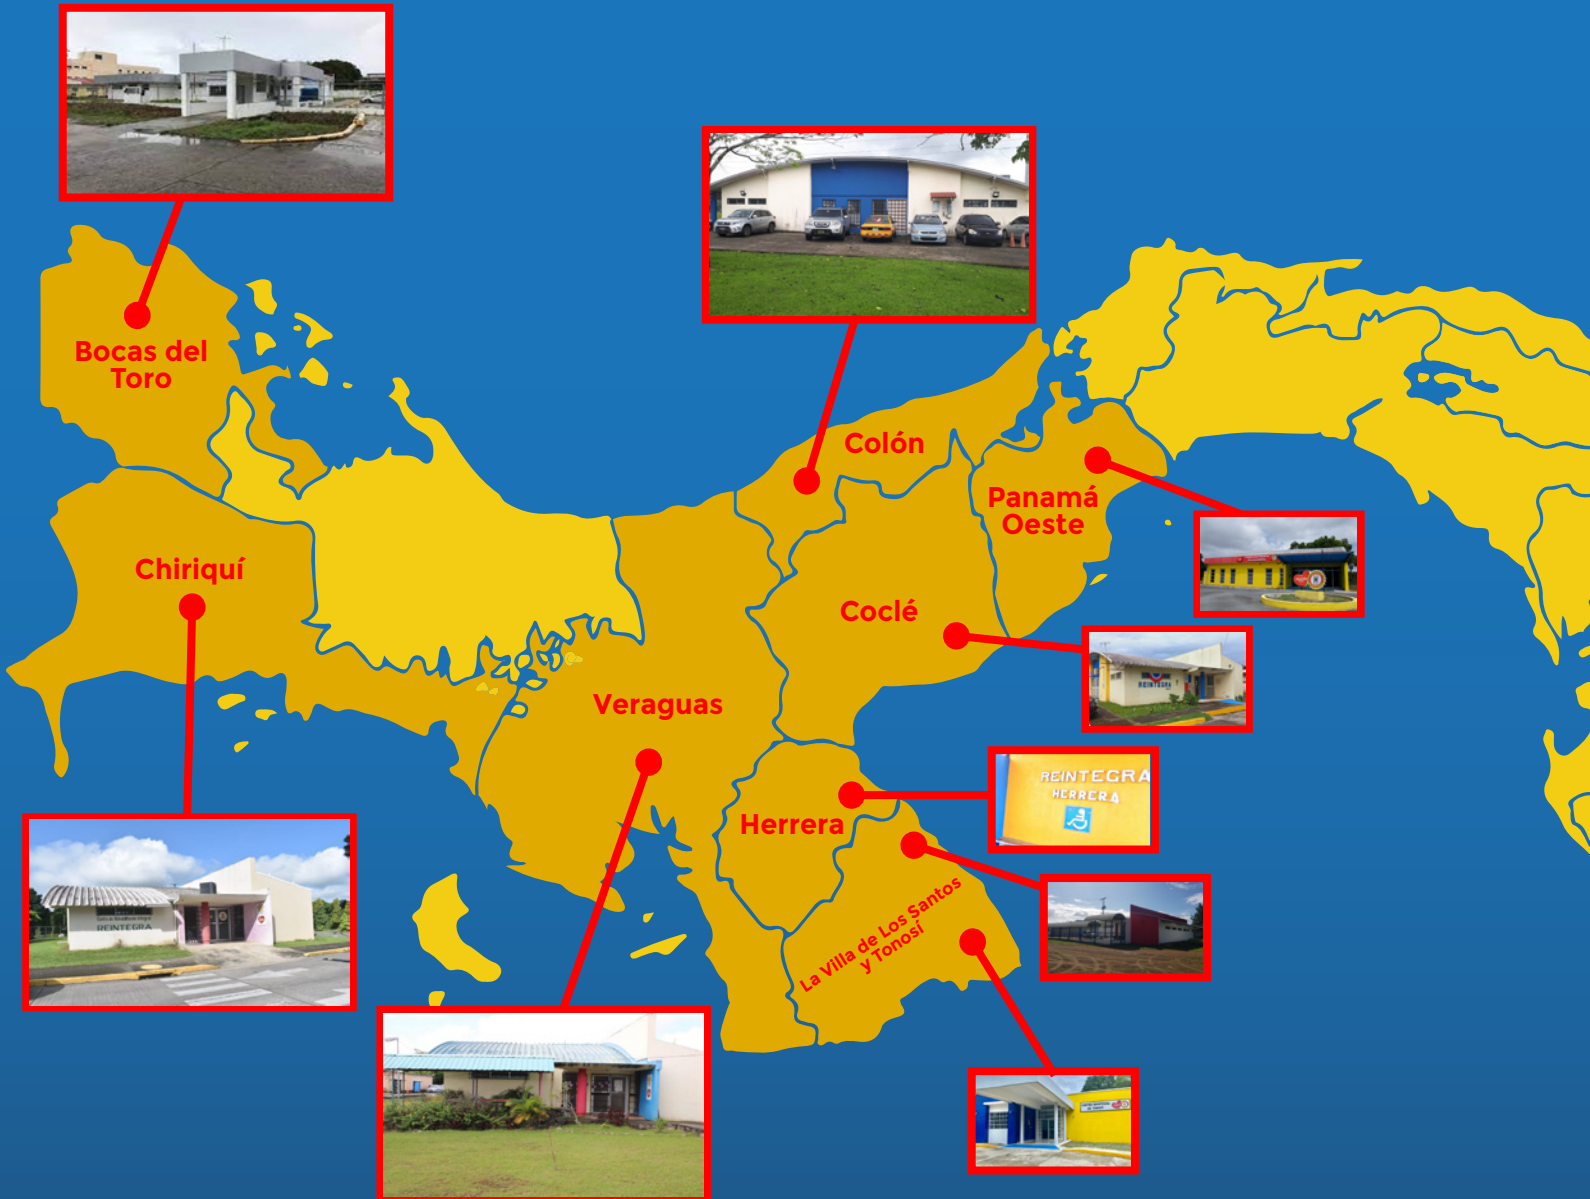 Bocas del
Toro
Colón
Panamá
Oeste
Chiriquí
Coclé
Veraguas
REINTEGRA
REINTEGRA
HERRERA
Herrera
La Villa de Los Santos
y Tonosí
REINTEGRA